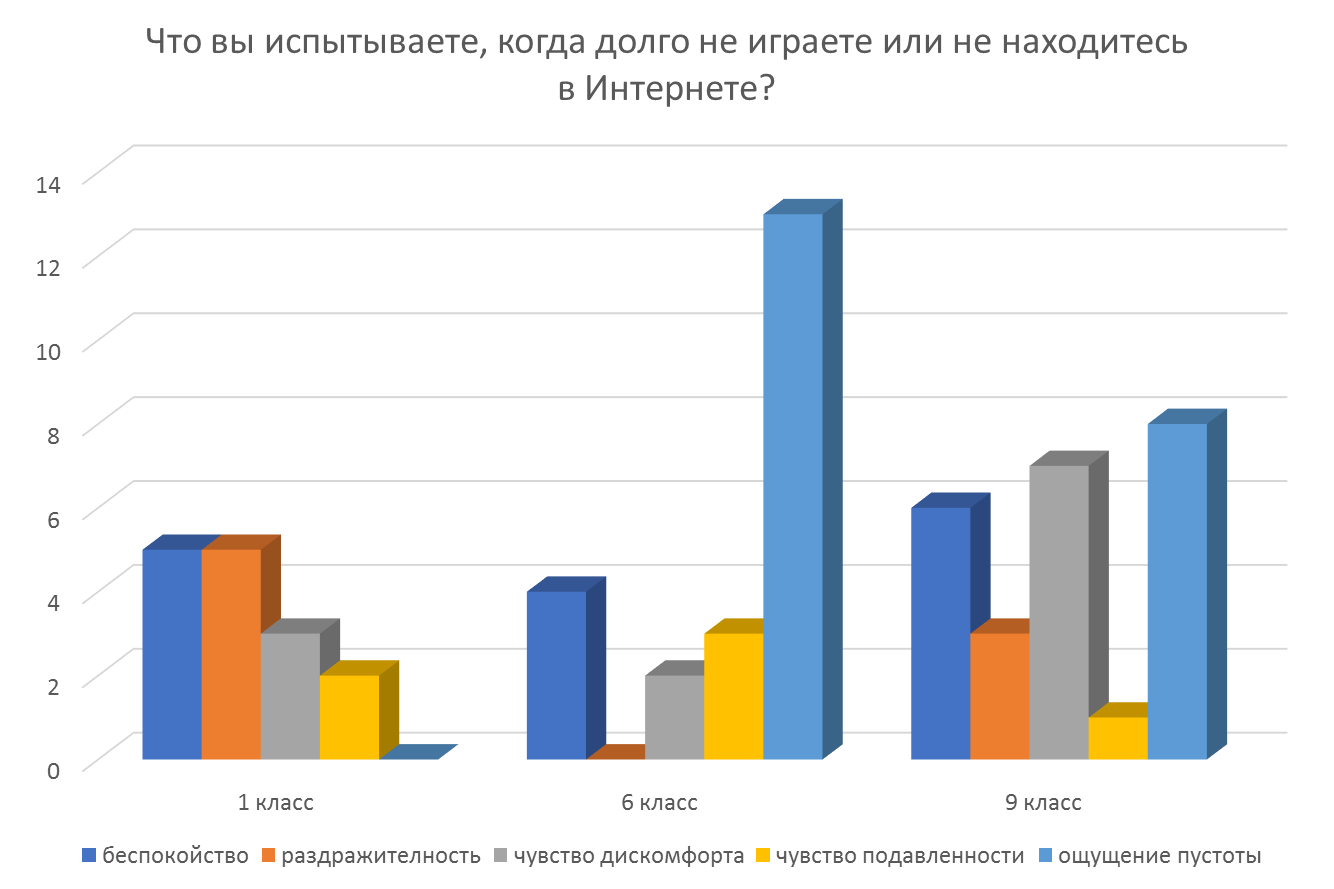 Что вы испытываете, когда долго не играете или не находитесь
в Интернете?
14
12
10
8
6
4
2
0
1 класс
6 класс
9 класс
беспокойство
раздражителность
чувство дискомфорта
чувство подавленности
ощущение пустоты